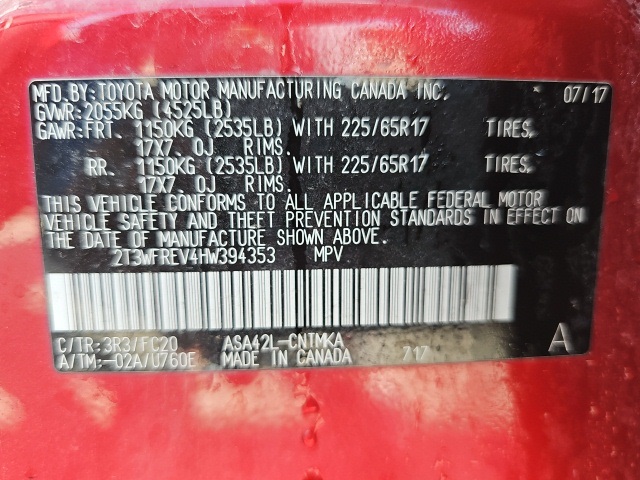 MFD.BY:TOYOTA MOTOR MANUFACTURING CANADA INC. 07/17
GVWR:2055KG (4525LB)
GAWR:FRT. 1150KG (2535LB) WITH 225/65R17 TIRES,
17X7.0J RIMS.
RR. 1150KG (2535LB) WITH 225/65R17 TIRES,
17X7.0J RIMS.
THIS VEHICLE CONFORMS TO ALL APPLICABLE FEDERAL MOTOR
VEHICLE SAFETY AND THEFT PREVENTION STANDARDS IN EFFECT ON
THE DATE OF MANUFACTURE SHOWN ABOVE.
2T3WFREV4HW394353 MPV
C/TR:3R3/FC20 ASA42L-CNTMKA A
A/TM:-02A/U760E MADE IN CANADA 717